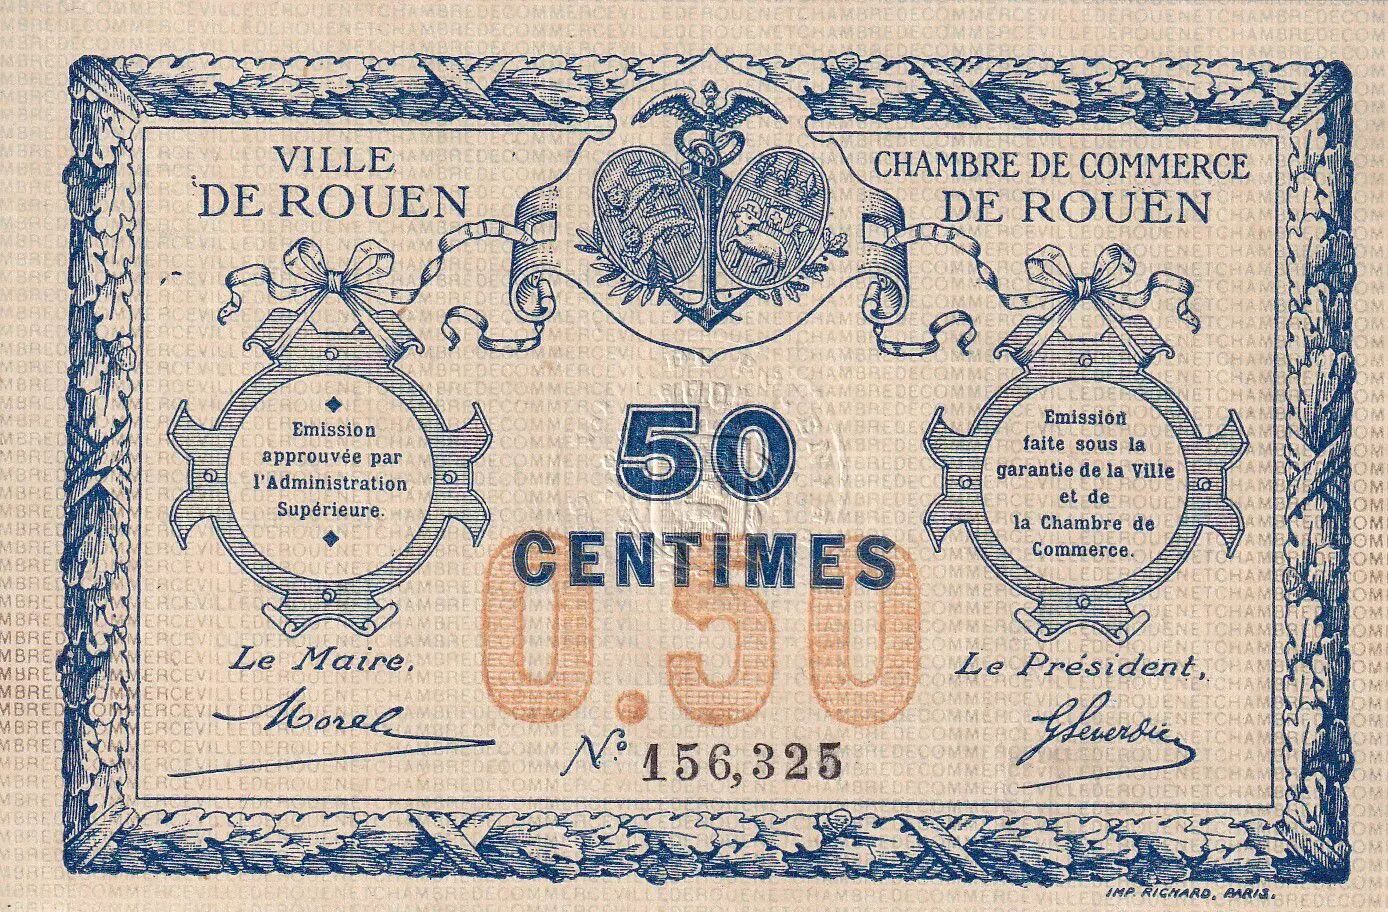 VILLE
DE ROUEN
CHAMBRE DE COMMERCE
DE ROUEN
Emission
approuvée par
l'Administration
Supérieure.
50
CENTIMES
0.50
Emission
faite sous la
garantie de la Ville
et de
la Chambre de
Commerce.
Le Maire,
Morel
Le Président,
N.º 156,325
IMP. RICHARD, PARIS.